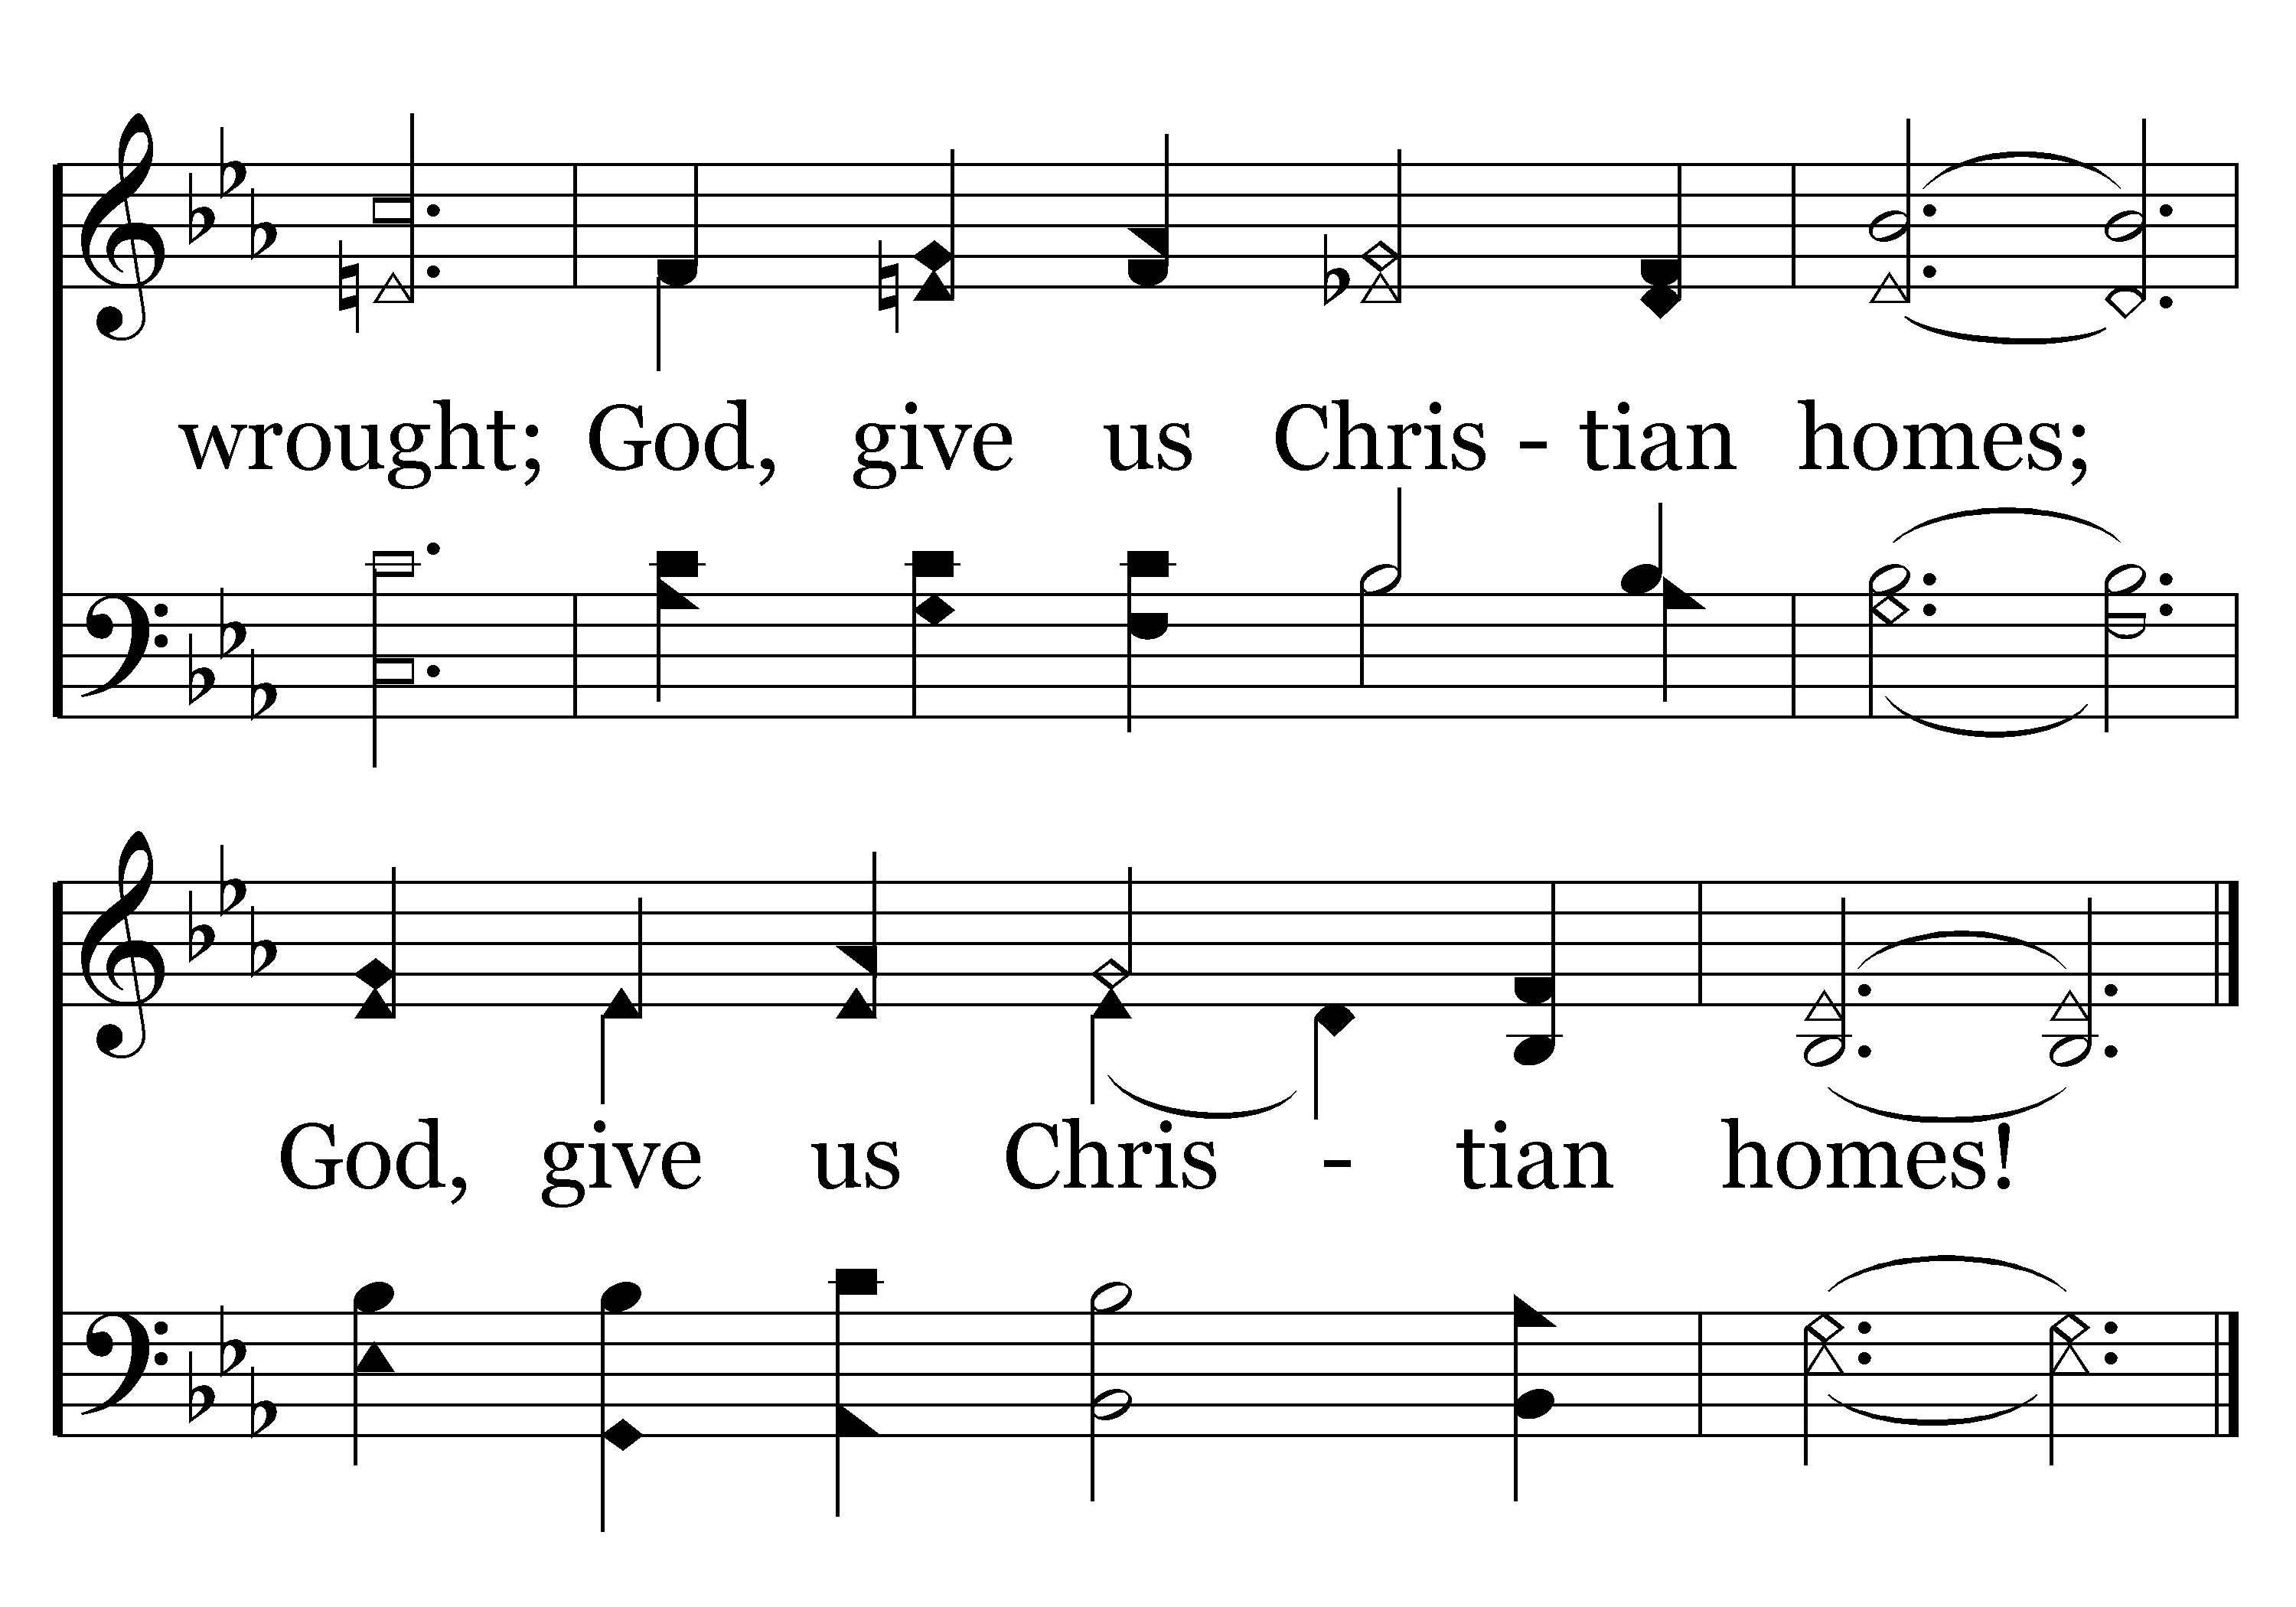 wrought; God, give us Chris - tian homes;
God, give us Chris - tian homes!